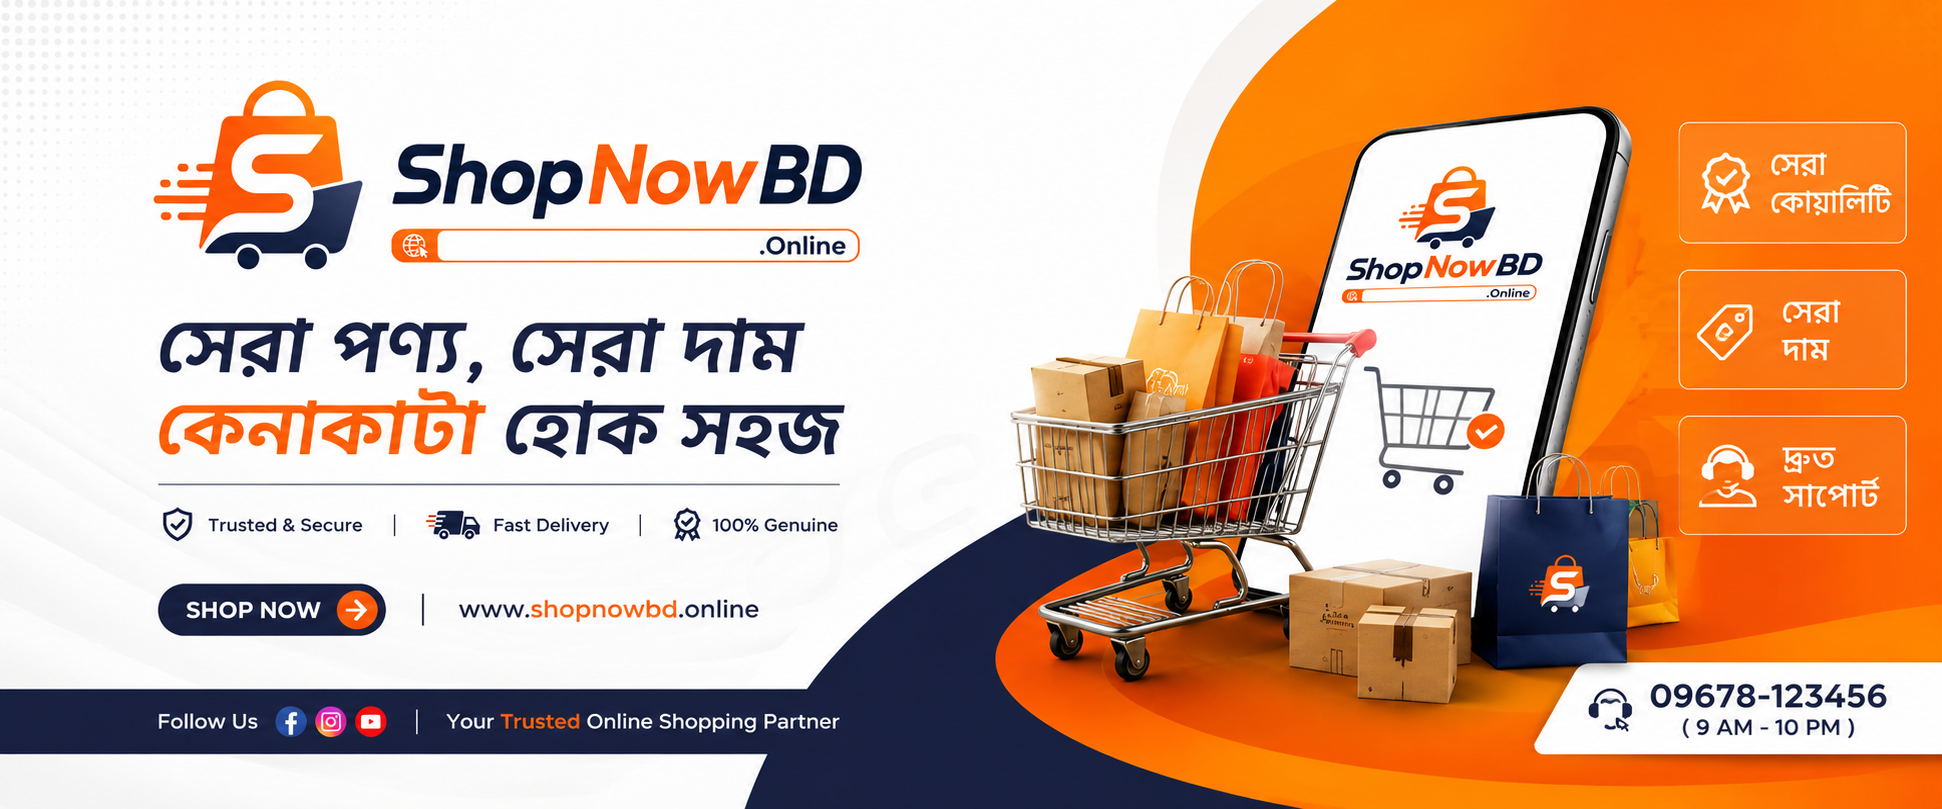 ShopNowBD
.Online
সেরা পণ্য, সেরা দাম
কেনাকাটা হোক সহজ
Trusted & Secure
Fast Delivery
100% Genuine
SHOP NOW
www.shopnowbd.online
Follow Us
Your Trusted Online Shopping Partner
ShopNowBD
.Online
সেরা
কোয়ালিটি
সেরা
দাম
দ্রুত
সাপোর্ট
09678-123456
( 9 AM - 10 PM )